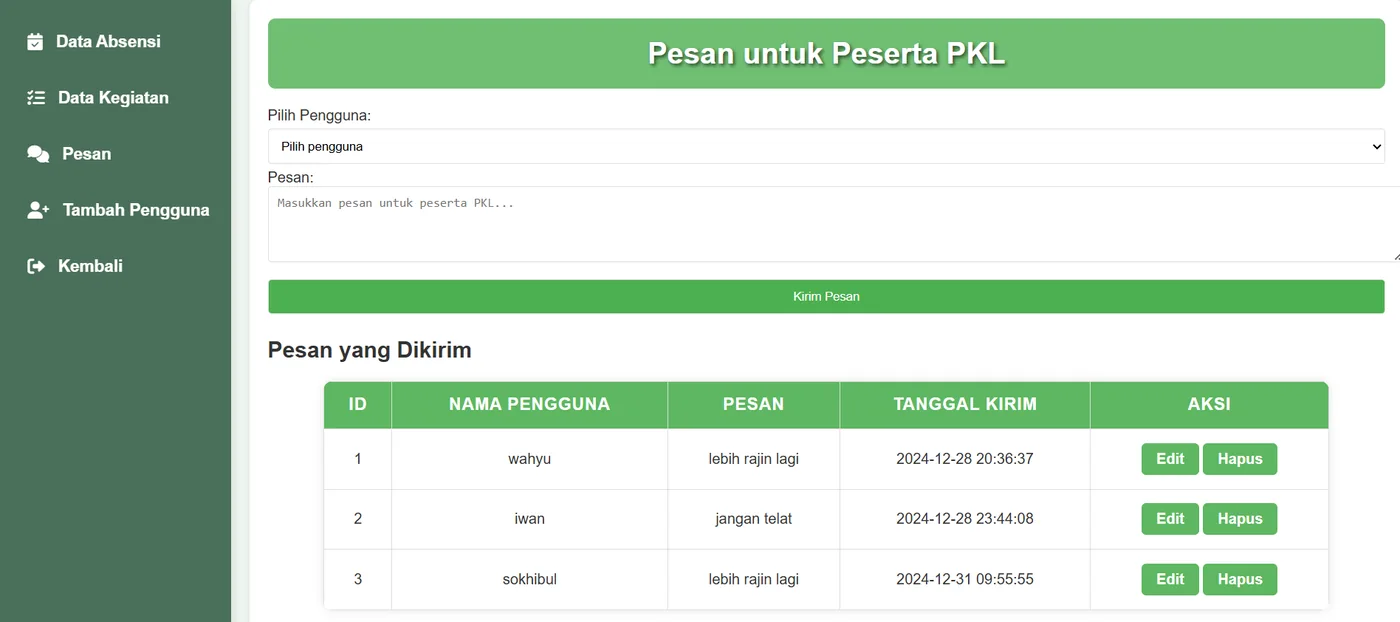 Data Absensi
Data Kegiatan
Pesan
Tambah Pengguna
Kembali
Pesan untuk Peserta PKL
Pilih Pengguna:
Pilih pengguna
Pesan:
Masukkan pesan untuk peserta PKL...
Kirim Pesan
Pesan yang Dikirim
ID NAMA PENGGUNA PESAN TANGGAL KIRIM AKSI
1 wahyu lebih rajin lagi 2024-12-28 20:36:37 Edit Hapus
2 iwan jangan telat 2024-12-28 23:44:08 Edit Hapus
3 sokhibul lebih rajin lagi 2024-12-31 09:55:55 Edit Hapus